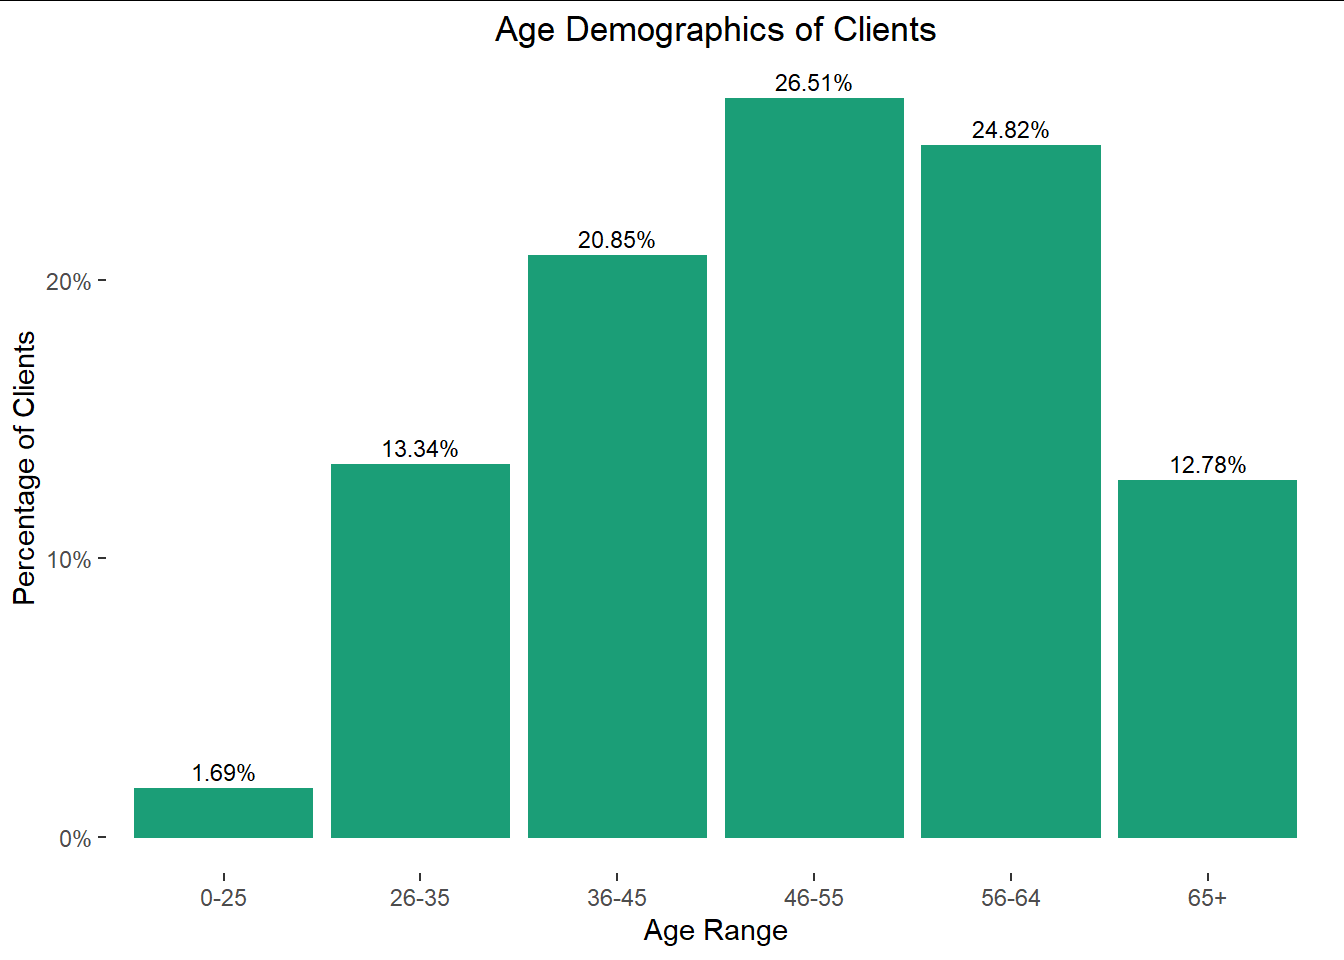 Age Demographics of Clients
26.51%
24.82%
20.85%
13.34%
12.78%
1.69%
Percentage of Clients
20%
10%
0%
0-25 26-35 36-45 46-55 56-64 65+
Age Range